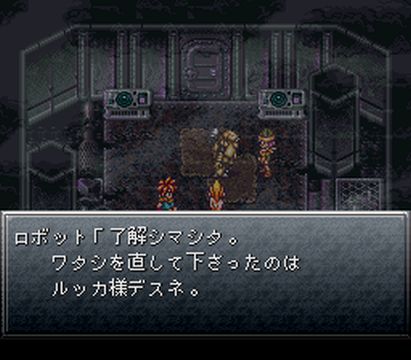 ロボット「了解シマシタ。
ワタシを直して下さったのは
ルッカ様デスネ。